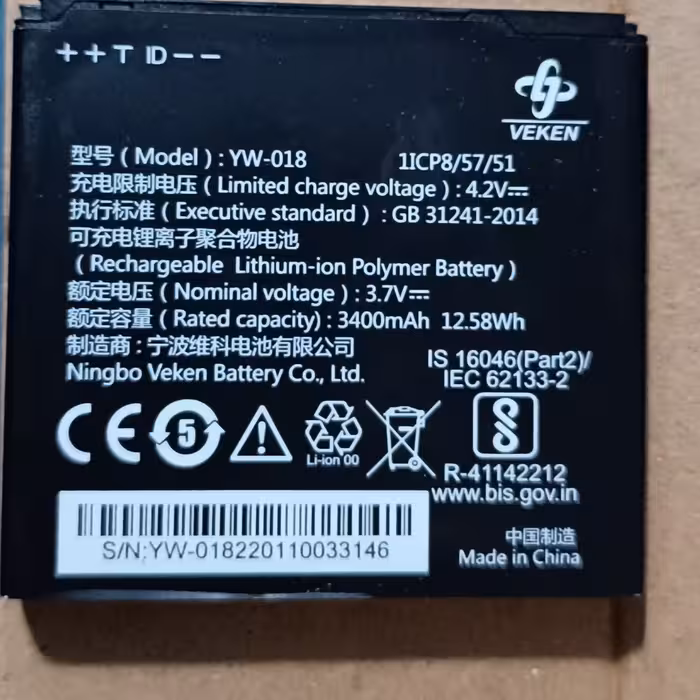 ++T ID--
VEKEN
型号 ( Model ) : YW-018 1ICP8/57/51
充电限制电压 ( Limited charge voltage ) : 4.2V⎓
执行标准 ( Executive standard ) : GB 31241-2014
可充电锂离子聚合物电池
( Rechargeable Lithium-ion Polymer Battery )
额定电压 ( Nominal voltage ) : 3.7V⎓
额定容量 ( Rated capacity) : 3400mAh 12.58Wh
制造商 : 宁波维科电池有限公司
Ningbo Veken Battery Co., Ltd.
IS 16046(Part2)/
IEC 62133-2
CE 5
Li-ion 00
R-41142212
www.bis.gov.in
S/N:YW-018220110033146
中国制造
Made in China